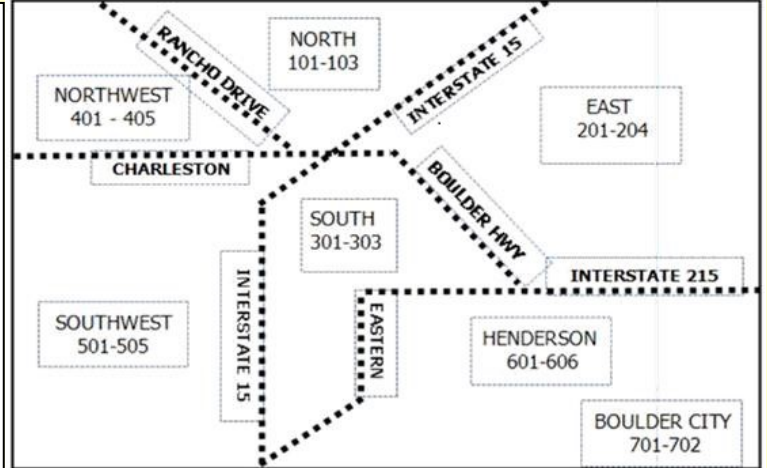 RANCHO DRIVE
NORTH
101-103
INTERSTATE 15
NORTHWEST
401 - 405
EAST
201-204
CHARLESTON
BOULDER HWY
SOUTH
301-303
INTERSTATE 215
INTERSTATE 15
EASTERN
SOUTHWEST
501-505
HENDERSON
601-606
BOULDER CITY
701-702